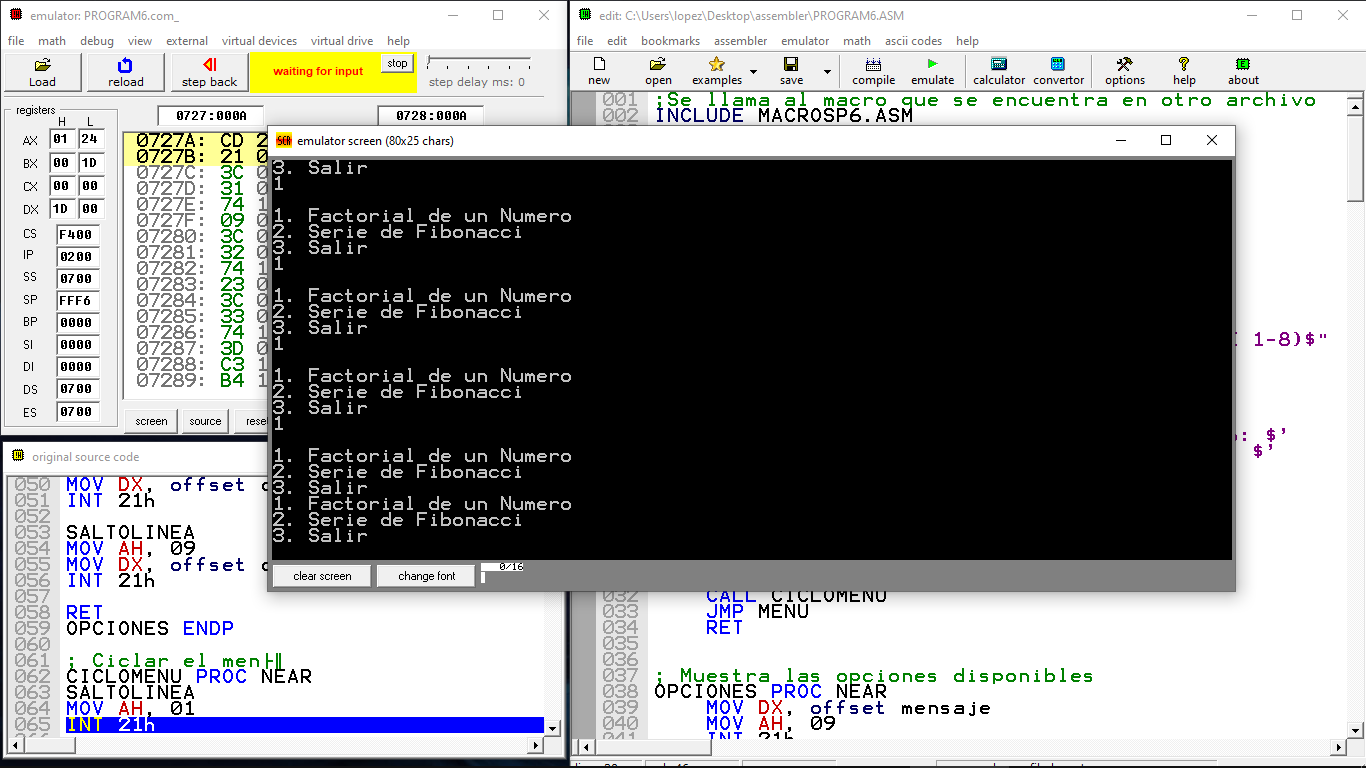 emulator: PROGRAM6.com_
file math debug view external virtual devices virtual drive help
Load reload step back waiting for input stop step delay ms: 0
registers
H L
AX 01 24
BX 00 1D
CX 00 00
DX 1D 00
CS F400
IP 0200
SS 0700
SP FFF6
BP 0000
SI 0000
DI 0000
DS 0700
ES 0700
0727:000A 0728:000A
0727A: CD 2
0727B: 21 0
0727C: 3C 0
0727D: 31 0
0727E: 74 1
0727F: 09 0
07280: 3C 0
07281: 32 0
07282: 74 1
07283: 23 0
07284: 3C 0
07285: 33 0
07286: 74 1
07287: 3D 0
07288: C3 1
07289: B4 1
screen source rese
original source code
050 MOV DX, offset
051 INT 21h
052
053 SALTOLINEA
054 MOV AH, 09
055 MOV DX, offset
056 INT 21h
057
058 RET
059 OPCIONES ENDP
060
061 ; Ciclar el men
062 CICLOMENU PROC NEAR
063 SALTOLINEA
064 MOV AH, 01
065 INT 21h
emulator screen (80x25 chars)
3. Salir
1
1. Factorial de un Numero
2. Serie de Fibonacci
3. Salir
1
1. Factorial de un Numero
2. Serie de Fibonacci
3. Salir
1
1. Factorial de un Numero
2. Serie de Fibonacci
3. Salir
1
1. Factorial de un Numero
2. Serie de Fibonacci
3. Salir
1. Factorial de un Numero
2. Serie de Fibonacci
3. Salir
clear screen change font 0/16
edit: C:\Users\lopez\Desktop\assembler\PROGRAM6.ASM
file edit bookmarks assembler emulator math ascii codes help
new open examples save compile emulate calculator convertor options help about
001 ;Se llama al macro que se encuentra en otro archivo
002 INCLUDE MACROSP6.ASM
1-8)$"
: $'
$'
032 CALL CICLOMENU
033 JMP MENU
034 RET
035
036
037 ; Muestra las opciones disponibles
038 OPCIONES PROC NEAR
039 MOV DX, offset mensaje
040 MOV AH, 09
041 INT 21h